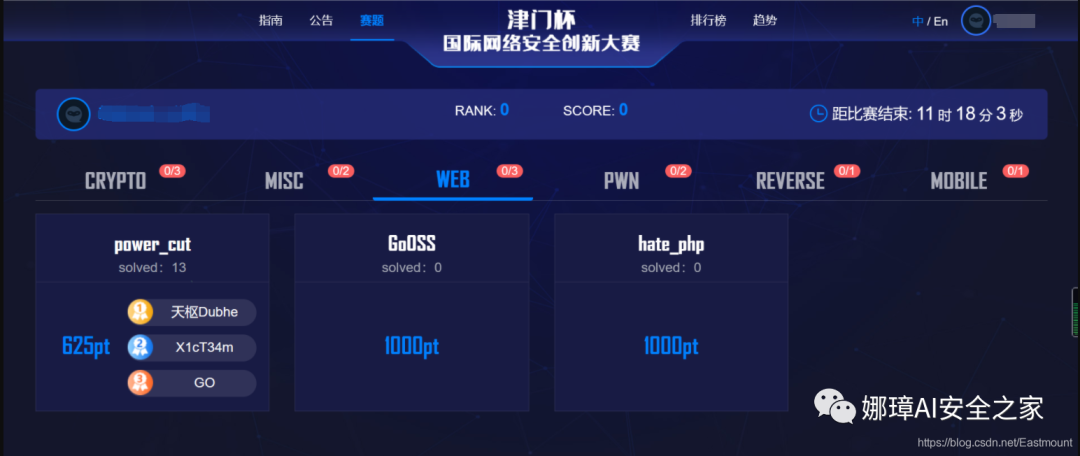 指南 公告 赛题 津门杯 排行榜 趋势 中 / En
国际网络安全创新大赛
RANK: 0 SCORE: 0 距比赛结束: 11 时 18 分 3 秒
CRYPTO 0/3 MISC 0/2 WEB 0/3 PWN 0/2 REVERSE 0/1 MOBILE 0/1
power_cut GoOSS hate_php
solved: 13 solved: 0 solved: 0
1 天枢Dubhe
625pt 2 X1cT34m 1000pt 1000pt
3 GO
娜璋AI安全之家
https://blog.csdn.net/Eastmount